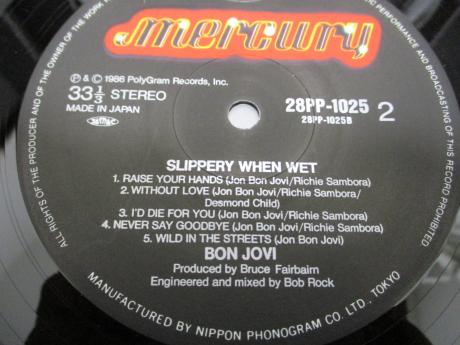 mercury
℗ & © 1986 PolyGram Records, Inc.
33 1/3 STEREO
MADE IN JAPAN
28PP-1025 2
28PP-1025B
SLIPPERY WHEN WET
1. RAISE YOUR HANDS (Jon Bon Jovi/Richie Sambora)
2. WITHOUT LOVE (Jon Bon Jovi/Richie Sambora/
Desmond Child)
3. I'D DIE FOR YOU (Jon Bon Jovi/Richie Sambora)
4. NEVER SAY GOODBYE (Jon Bon Jovi/Richie Sambora)
5. WILD IN THE STREETS (Jon Bon Jovi)
BON JOVI
Produced by Bruce Fairbairn
Engineered and mixed by Bob Rock
ALL RIGHTS OF THE PRODUCER AND OF THE OWNER OF THE WORK
PERFORMANCE AND BROADCASTING OF THIS RECORD PROHIBITED
MANUFACTURED BY NIPPON PHONOGRAM CO. LTD., TOKYO